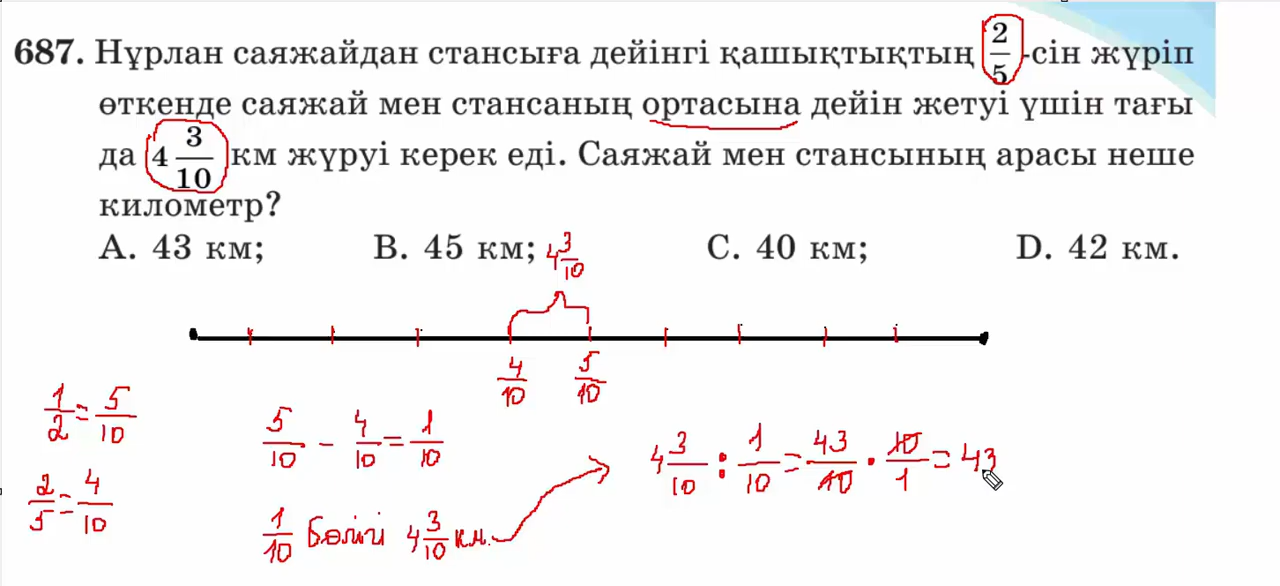 687. Нұрлан саяжайдан стансыға дейінгі қашықтықтың 2/5-сін жүріп
өткенде саяжай мен стансаның ортасына дейін жетуі үшін тағы
да 4 3/10 км жүруі керек еді. Саяжай мен стансының арасы неше
километр?
A. 43 км; B. 45 км; C. 40 км; D. 42 км.
4 3/10
4/10 5/10
1/2 = 5/10
2/5 = 4/10
5/10 - 4/10 = 1/10
1/10 бөлігі 4 3/10 км.
4 3/10 : 1/10 = 43/10 · 10/1 = 43